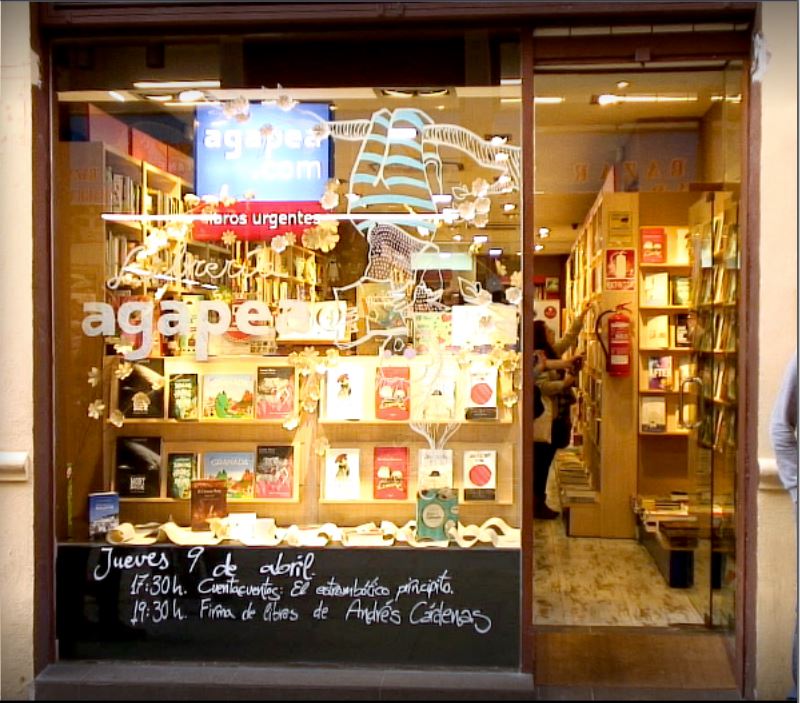 agapea
.com
libros urgentes
Librería
agapea
GRANADA
Jueves 9 de abril.
17:30h. Cuentacuentos: El estrambótico principito.
19:30h. Firma de libros de Andrés Cárdenas